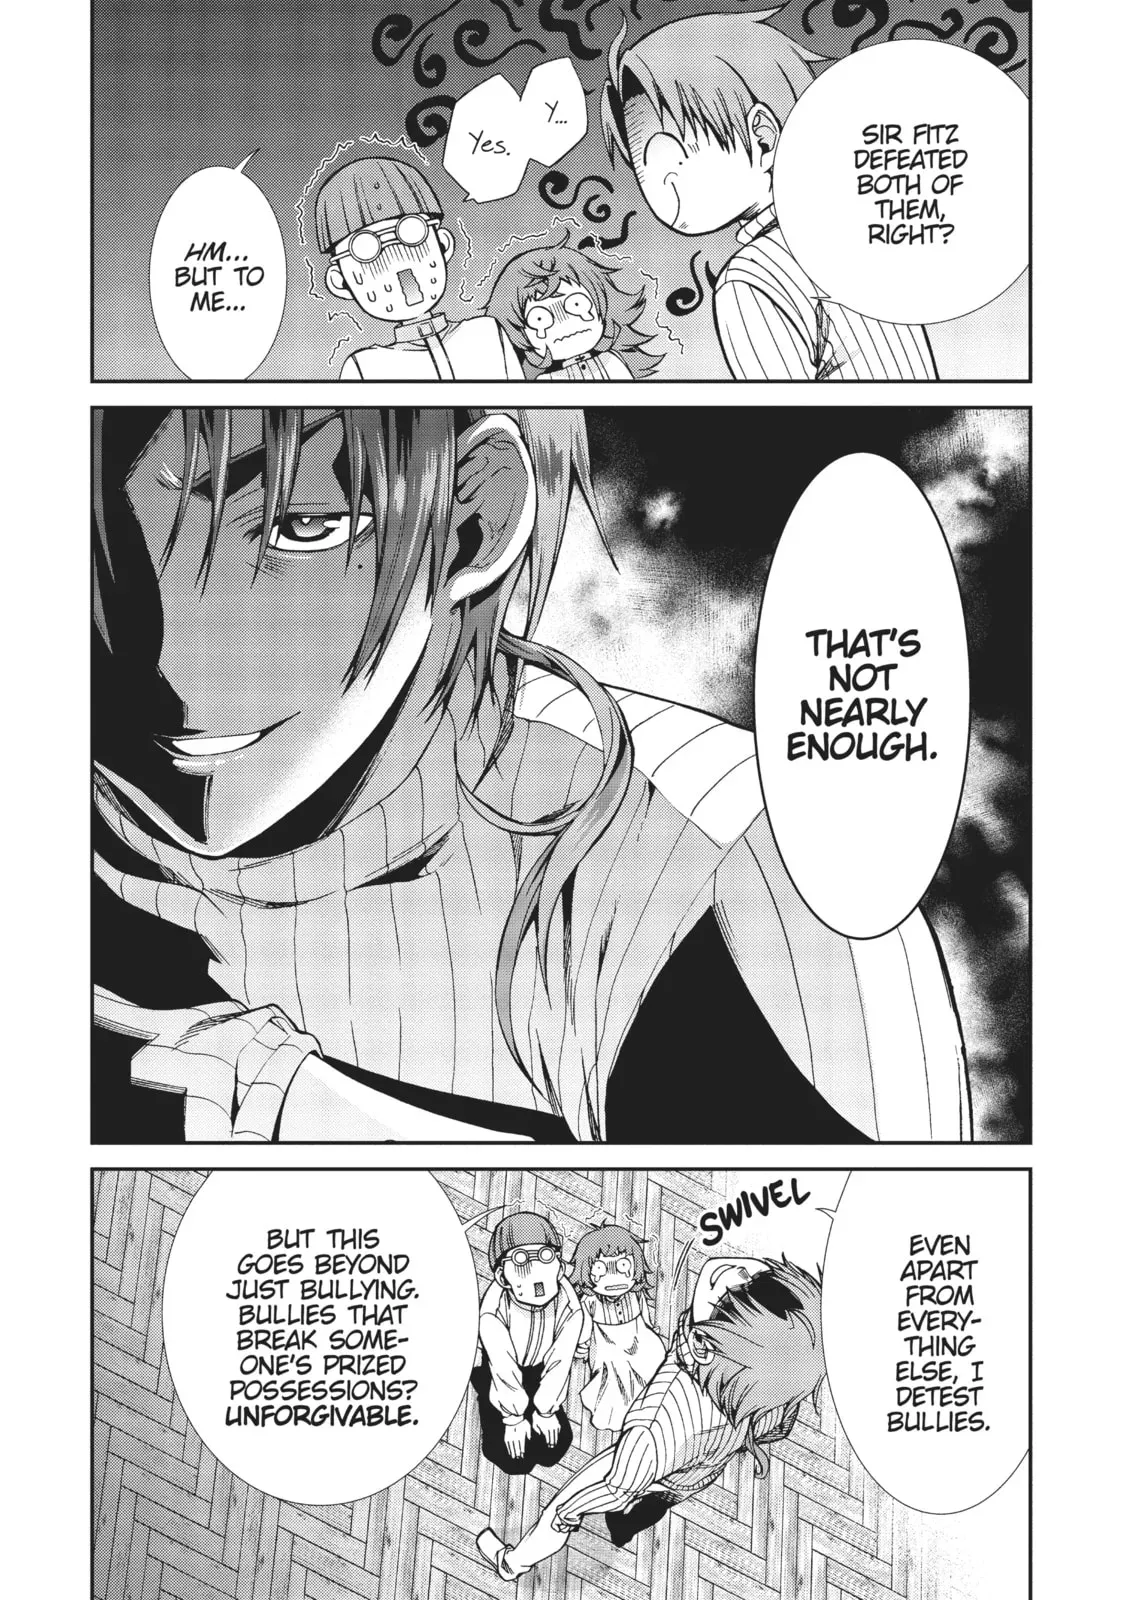 SIR FITZ
DEFEATED
BOTH OF
THEM,
RIGHT?
Y...
Yes.
HM...
BUT TO
ME...
THAT'S
NOT
NEARLY
ENOUGH.
SWIVEL
EVEN
APART
FROM
EVERY-
THING
ELSE, I
DETEST
BULLIES.
BUT THIS
GOES BEYOND
JUST BULLYING.
BULLIES THAT
BREAK SOME-
ONE'S PRIZED
POSSESSIONS?
UNFORGIVABLE.